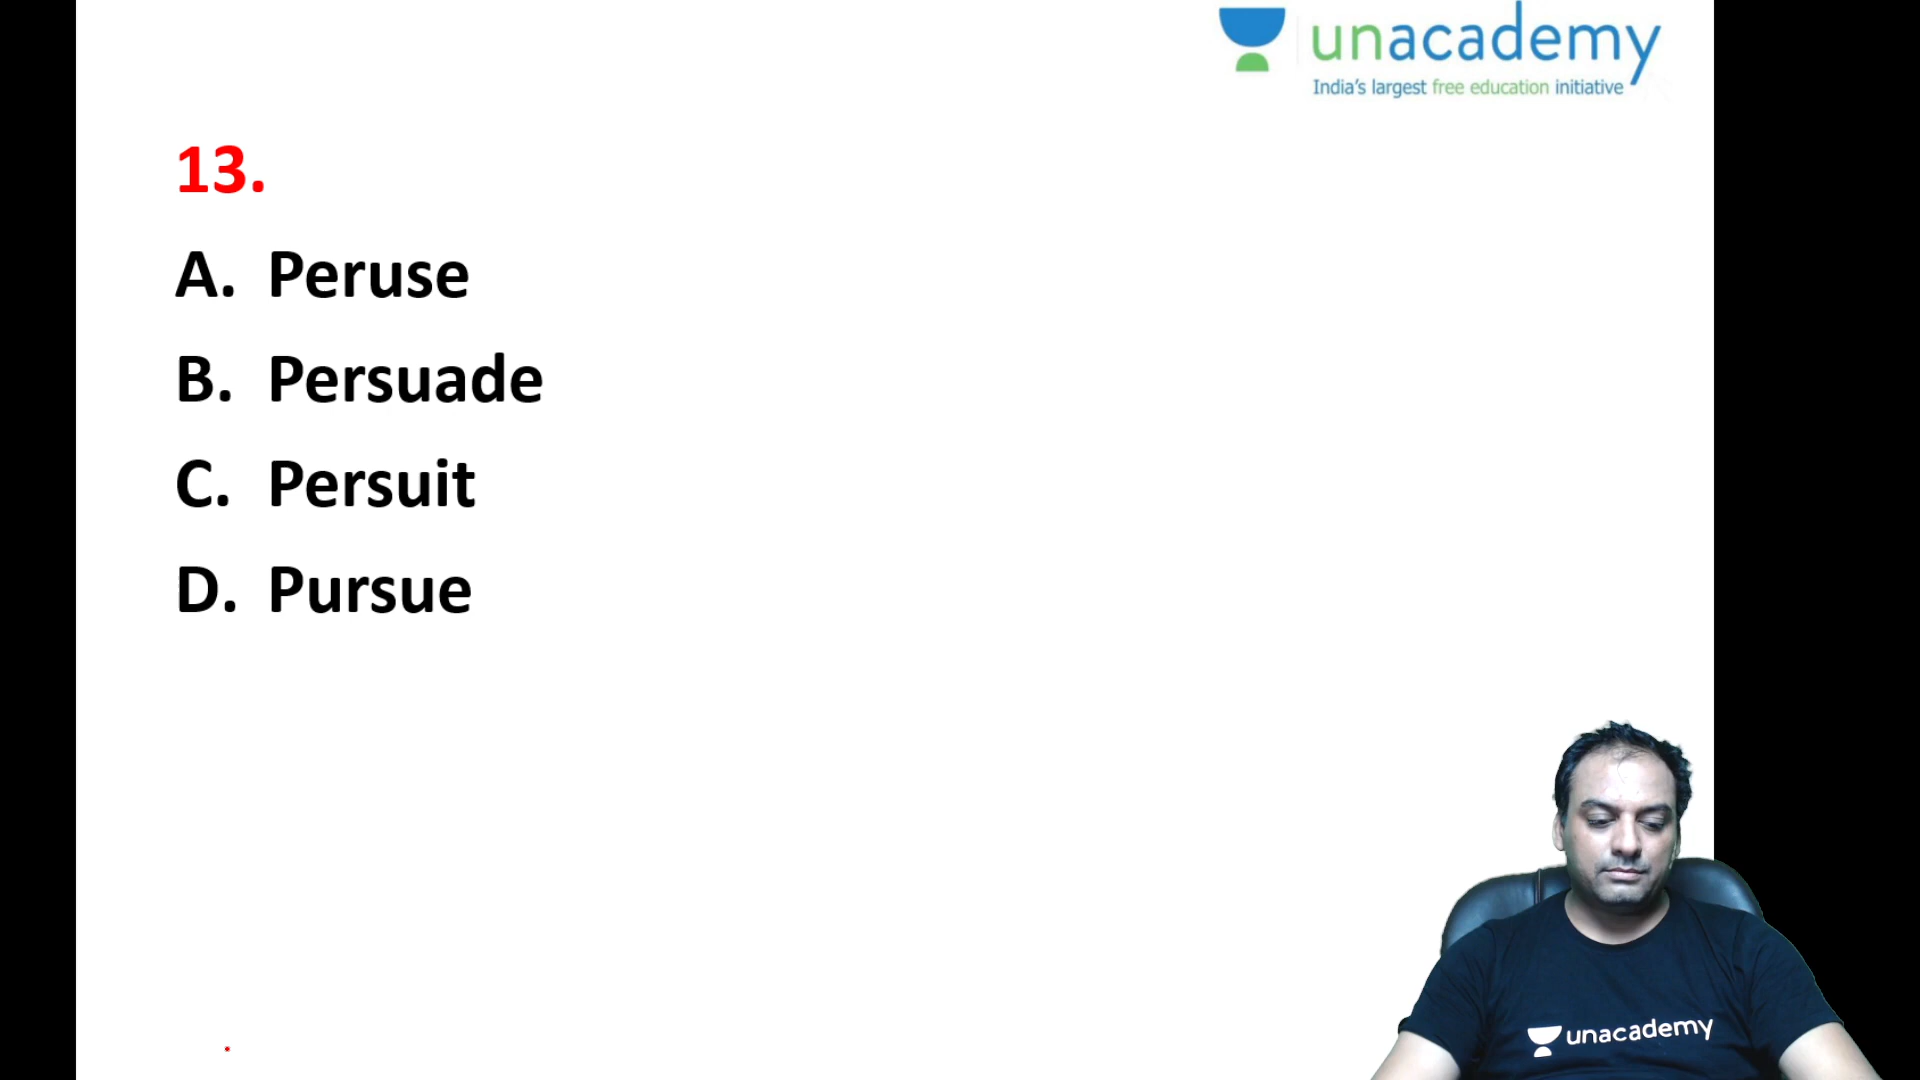 unacademy
India's largest free education initiative
13.
A. Peruse
B. Persuade
C. Persuit
D. Pursue
unacademy